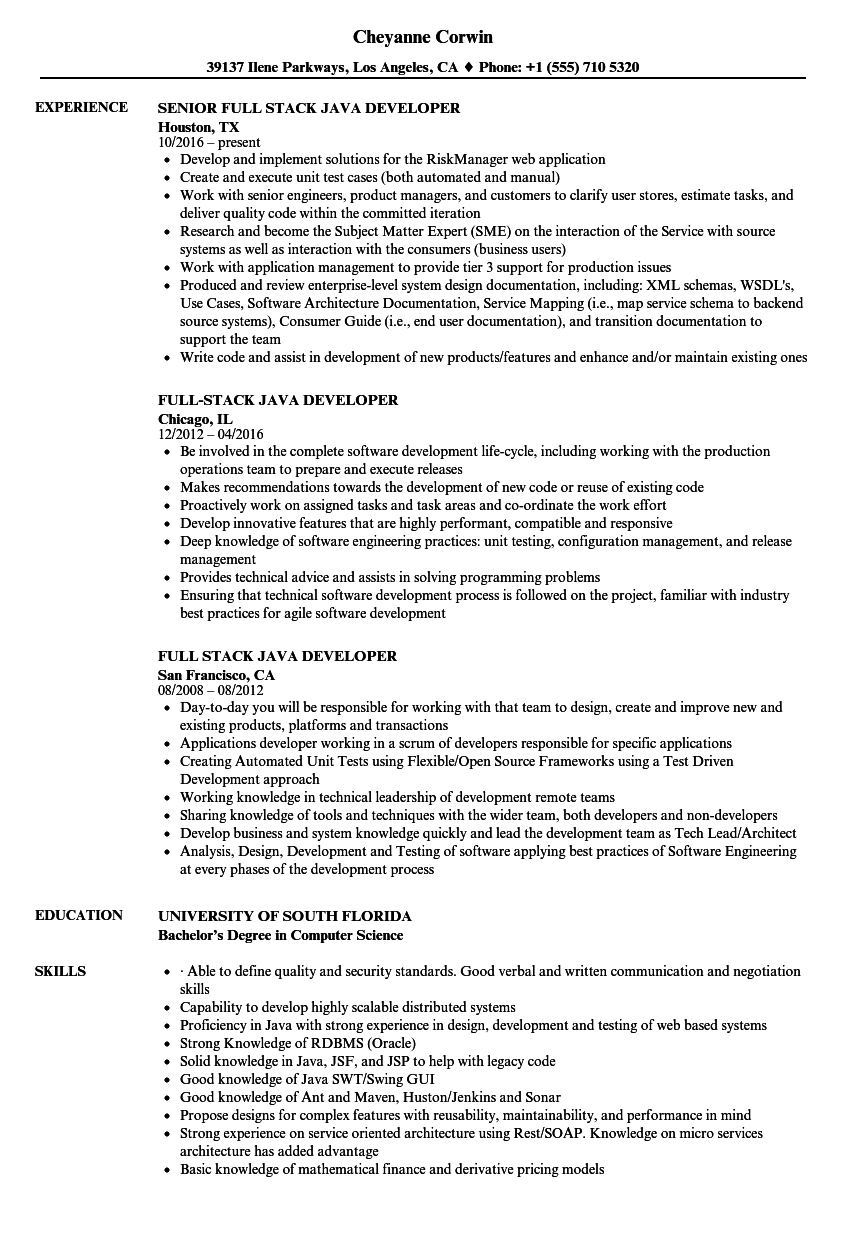 Cheyanne Corwin
39137 Ilene Parkways, Los Angeles, CA ♦ Phone: +1 (555) 710 5320
EXPERIENCE
SENIOR FULL STACK JAVA DEVELOPER
Houston, TX
10/2016 – present
• Develop and implement solutions for the RiskManager web application
• Create and execute unit test cases (both automated and manual)
• Work with senior engineers, product managers, and customers to clarify user stores, estimate tasks, and
deliver quality code within the committed iteration
• Research and become the Subject Matter Expert (SME) on the interaction of the Service with source
systems as well as interaction with the consumers (business users)
• Work with application management to provide tier 3 support for production issues
• Produced and review enterprise-level system design documentation, including: XML schemas, WSDL's,
Use Cases, Software Architecture Documentation, Service Mapping (i.e., map service schema to backend
source systems), Consumer Guide (i.e., end user documentation), and transition documentation to
support the team
• Write code and assist in development of new products/features and enhance and/or maintain existing ones
FULL-STACK JAVA DEVELOPER
Chicago, IL
12/2012 – 04/2016
• Be involved in the complete software development life-cycle, including working with the production
operations team to prepare and execute releases
• Makes recommendations towards the development of new code or reuse of existing code
• Proactively work on assigned tasks and task areas and co-ordinate the work effort
• Develop innovative features that are highly performant, compatible and responsive
• Deep knowledge of software engineering practices: unit testing, configuration management, and release
management
• Provides technical advice and assists in solving programming problems
• Ensuring that technical software development process is followed on the project, familiar with industry
best practices for agile software development
FULL STACK JAVA DEVELOPER
San Francisco, CA
08/2008 – 08/2012
• Day-to-day you will be responsible for working with that team to design, create and improve new and
existing products, platforms and transactions
• Applications developer working in a scrum of developers responsible for specific applications
• Creating Automated Unit Tests using Flexible/Open Source Frameworks using a Test Driven
Development approach
• Working knowledge in technical leadership of development remote teams
• Sharing knowledge of tools and techniques with the wider team, both developers and non-developers
• Develop business and system knowledge quickly and lead the development team as Tech Lead/Architect
• Analysis, Design, Development and Testing of software applying best practices of Software Engineering
at every phases of the development process
EDUCATION
UNIVERSITY OF SOUTH FLORIDA
Bachelor’s Degree in Computer Science
SKILLS
• · Able to define quality and security standards. Good verbal and written communication and negotiation
skills
• Capability to develop highly scalable distributed systems
• Proficiency in Java with strong experience in design, development and testing of web based systems
• Strong Knowledge of RDBMS (Oracle)
• Solid knowledge in Java, JSF, and JSP to help with legacy code
• Good knowledge of Java SWT/Swing GUI
• Good knowledge of Ant and Maven, Huston/Jenkins and Sonar
• Propose designs for complex features with reusability, maintainability, and performance in mind
• Strong experience on service oriented architecture using Rest/SOAP. Knowledge on micro services
architecture has added advantage
• Basic knowledge of mathematical finance and derivative pricing models